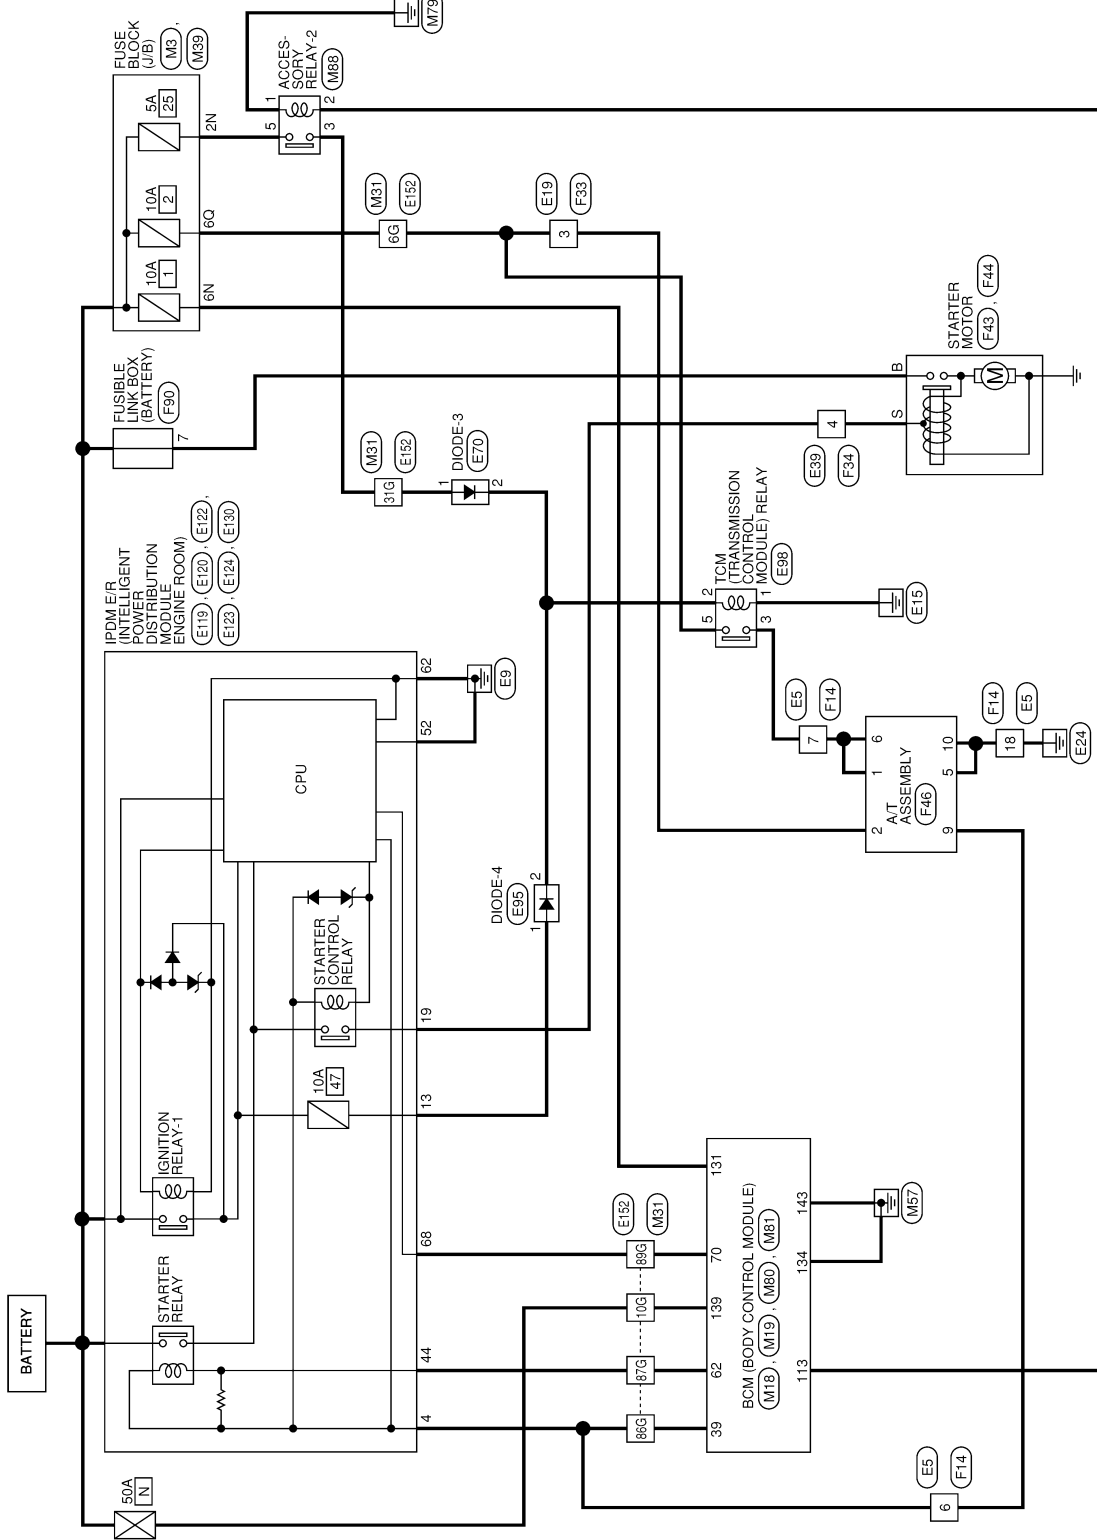 BATTERY
50A
N
STARTER
RELAY
IGNITION
RELAY-1
IPDM E/R
(INTELLIGENT
POWER
DISTRIBUTION
MODULE
ENGINE ROOM)
E119 , E120 , E122 ,
E123 , E124 , E130
CPU
STARTER
CONTROL
RELAY
10A
47
4
44
68
13
19
52
62
E9
FUSIBLE
LINK BOX
(BATTERY)
F90
7
FUSE
BLOCK
(J/B)
M3 ,
M39
10A
1
10A
2
5A
25
6N
6Q
2N
ACCES-
SORY
RELAY-2
M88
1
2
5
3
M79
M31
E152
6G
E19
F33
3
M31
E152
31G
DIODE-3
E70
1
2
DIODE-4
E95
1
2
TCM
(TRANSMISSION
CONTROL
MODULE) RELAY
E98
2
1
5
3
E15
E39
F34
4
STARTER
MOTOR
F43 , F44
B
S
M
E5
F14
7
A/T
ASSEMBLY
F46
2
1
6
9
5
10
F14
E5
18
E24
E152
M31
86G
87G
10G
89G
BCM (BODY CONTROL MODULE)
M18 , M19 , M80 , M81
39
62
139
70
131
113
134
143
M57
E5
F14
6